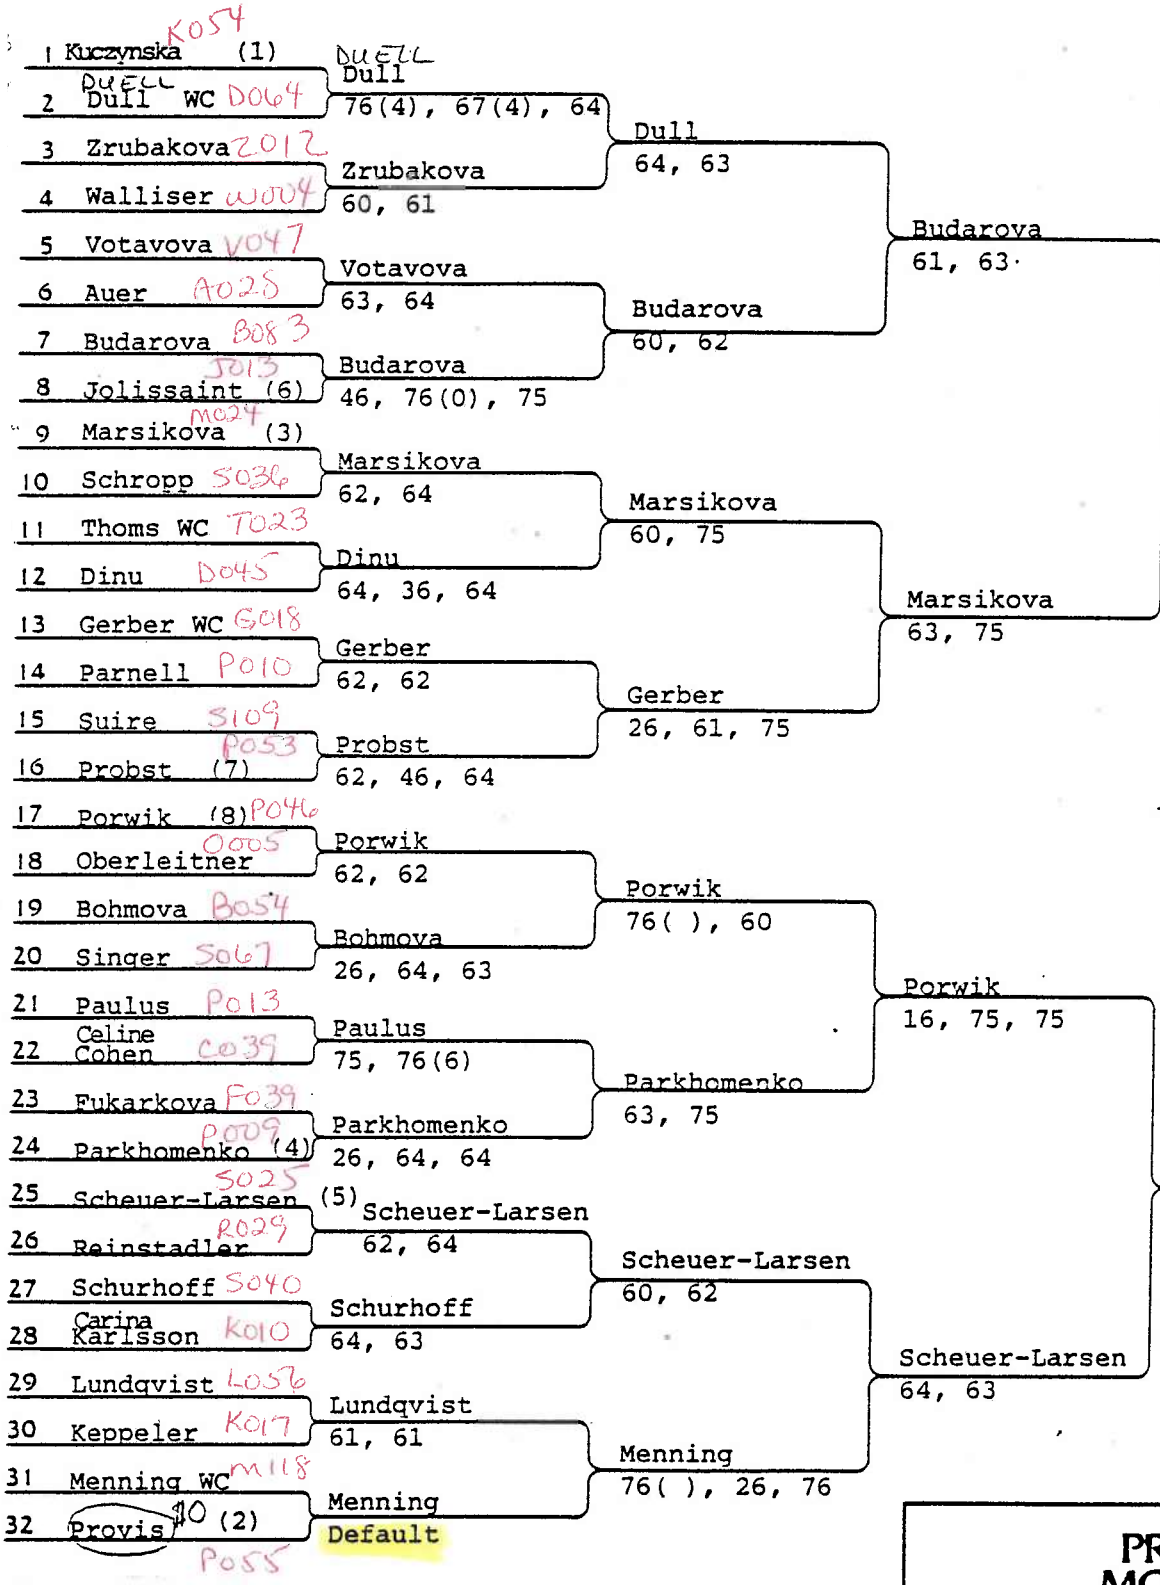 K054
1 Kuczynska (1)
DUELL
2 Dull WC D064
3 Zrubakova Z012
4 Walliser W004
5 Votavova V047
6 Auer A028
7 Budarova B083
J013
8 Jolissaint (6)
M024
9 Marsikova (3)
10 Schropp S036
11 Thoms WC T023
12 Dinu D045
13 Gerber WC G018
14 Parnell P010
15 Suire S109
P053
16 Probst (7)
17 Porwik (8) P046
O005
18 Oberleitner
19 Bohmova B054
20 Singer S067
21 Paulus P013
Celine
22 Cohen C039
23 Fukarkova F039
P009
24 Parkhomenko (4)
S025
25 Scheuer-Larsen (5)
R029
26 Reinstadler
27 Schurhoff S040
Carina
28 Karlsson K010
29 Lundqvist L056
30 Keppeler K017
31 Menning WC M118
32 Provis $10 (2)
P055
DUELL
Dull
76(4), 67(4), 64
Zrubakova
60, 61
Votavova
63, 64
Budarova
46, 76(0), 75
Marsikova
62, 64
Dinu
64, 36, 64
Gerber
62, 62
Probst
62, 46, 64
Porwik
62, 62
Bohmova
26, 64, 63
Paulus
75, 76(6)
Parkhomenko
26, 64, 64
Scheuer-Larsen
62, 64
Schurhoff
64, 63
Lundqvist
61, 61
Menning
Default
Dull
64, 63
Budarova
60, 62
Marsikova
60, 75
Gerber
26, 61, 75
Porwik
76( ), 60
Parkhomenko
63, 75
Scheuer-Larsen
60, 62
Menning
76( ), 26, 76
Budarova
61, 63
Marsikova
63, 75
Porwik
16, 75, 75
Scheuer-Larsen
64, 63